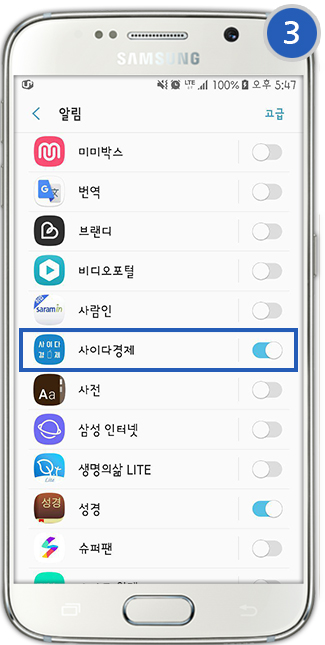 3
SAMSUNG
100% 오후 5:47
알림 고급
미미박스
번역
브랜디
비디오포털
saramin 사람인
사이다 경제 사이다경제
Aa 사전
삼성 인터넷
Qt 생명의삶 LITE
성경 성경
슈퍼팬